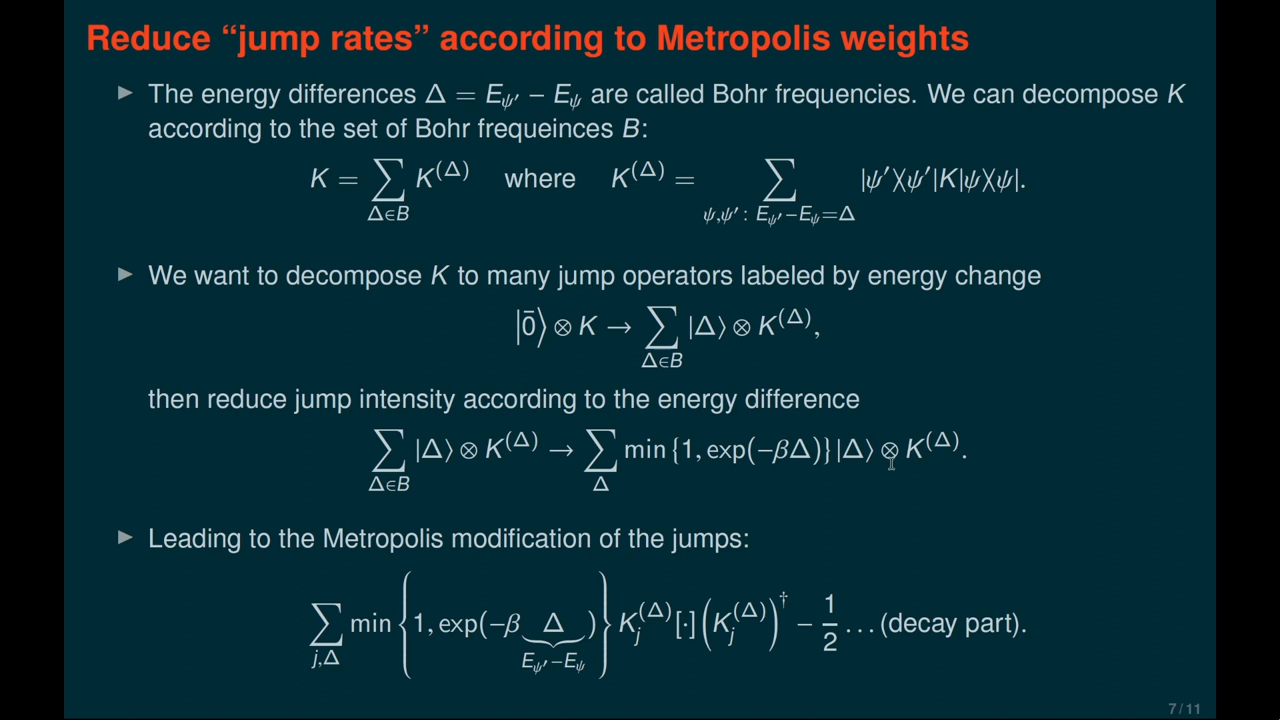 Reduce “jump rates” according to Metropolis weights
▶ The energy differences Δ = E_ψ′ − E_ψ are called Bohr frequencies. We can decompose K
according to the set of Bohr frequeinces B:
K = ∑_{Δ∈B} K^(Δ) where K^(Δ) = ∑_{ψ,ψ′: E_ψ′−E_ψ=Δ} |ψ′⟩⟨ψ′|K|ψ⟩⟨ψ|.
▶ We want to decompose K to many jump operators labeled by energy change
|0̄⟩ ⊗ K → ∑_{Δ∈B} |Δ⟩ ⊗ K^(Δ),
then reduce jump intensity according to the energy difference
∑_{Δ∈B} |Δ⟩ ⊗ K^(Δ) → ∑_Δ min{1, exp(−βΔ)}|Δ⟩ ⊗ K^(Δ).
▶ Leading to the Metropolis modification of the jumps:
∑_{j,Δ} min{1, exp(−β Δ_{E_ψ′−E_ψ})} K_j^(Δ)[·](K_j^(Δ))^† − 1/2 … (decay part).
7 / 11